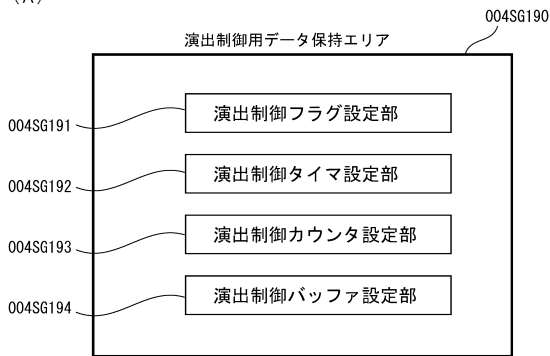 004SG190
演出制御用データ保持エリア
004SG191
演出制御フラグ設定部
004SG192
演出制御タイマ設定部
004SG193
演出制御カウンタ設定部
004SG194
演出制御バッファ設定部